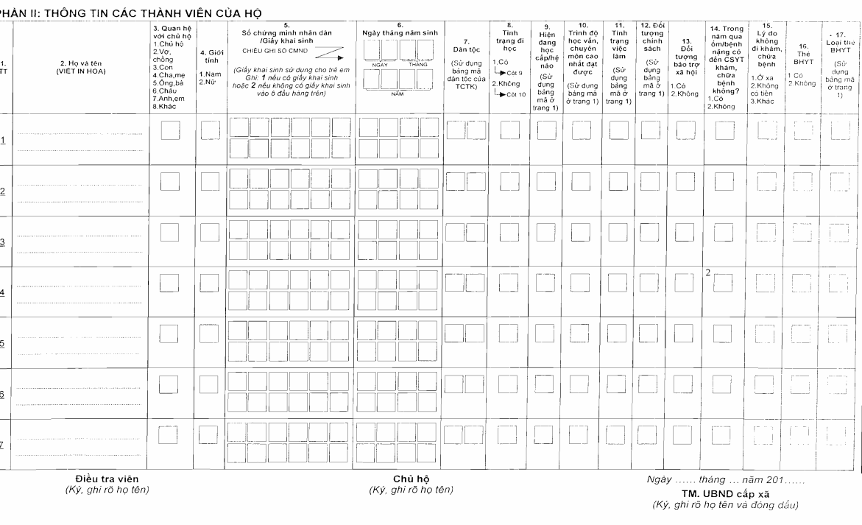 PHẦN II: THÔNG TIN CÁC THÀNH VIÊN CỦA HỘ
1.
TT
2. Họ và tên
(VIẾT IN HOA)
3. Quan hệ
với chủ hộ
1 Chủ hộ
2.Vợ,
chồng
3.Con
4.Cha,mẹ
5.Ông,bà
6.Cháu
7.Anh,em
8.Khác
4. Giới
tính
1.Nam
2.Nữ
5.
Số chứng minh nhân dân
/Giấy khai sinh
CHIỀU GHI SỐ CMND
(Giấy khai sinh sử dụng cho trẻ em
Ghi: 1 nếu có giấy khai sinh
hoặc 2 nếu không có giấy khai sinh
vào ô đầu hàng trên)
6.
Ngày tháng năm sinh
NGÀY THÁNG
NĂM
7.
Dân tộc
(Sử dụng
bảng mã
dân tộc của
TCTK)
8.
Tình
trạng đi
học
1.Có
Cột 9
2.Không
Cột 10
9.
Hiện
đang
học
cấp/hệ
nào
(Sử
dụng
bảng
mã ở
trang 1)
10.
Trình độ
học vấn,
chuyên
môn cao
nhất đạt
được
(Sử dụng
bảng mã
ở trang 1)
11.
Tình
trạng
việc
làm
(Sử
dụng
bảng
mã ở
trang 1)
12. Đối
tượng
chính
sách
(Sử
dụng
bảng
mã ở
trang 1)
13.
Đối
tượng
bảo trợ
xã hội
1.Có
2.Không
14. Trong
năm qua
ốm/bệnh
nặng có
đến CSYT
khám,
chữa
bệnh
không?
1.Có
2.Không
15.
Lý do
không
đi khám,
chữa
bệnh
1.Ở xa
2.Không
có tiền
3.Khác
16.
Thẻ
BHYT
1 Có
2 Không
17.
Loại thẻ
BHYT
(Sử
dụng
bảng mã
ở trang
1)
1
2
3
4
2
5
6
7
Điều tra viên
(Ký, ghi rõ họ tên)
Chủ hộ
(Ký, ghi rõ họ tên)
Ngày ...... tháng ... năm 201......
TM. UBND cấp xã
(Ký, ghi rõ họ tên và đóng dấu)